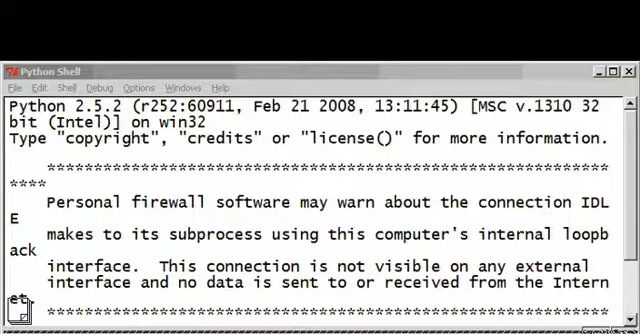 Python Shell
File Edit Shell Debug Options Windows Help
Python 2.5.2 (r252:60911, Feb 21 2008, 13:11:45) [MSC v.1310 32
bit (Intel)] on win32
Type "copyright", "credits" or "license()" for more information.
****************************************************************
****
Personal firewall software may warn about the connection IDL
E
makes to its subprocess using this computer's internal loopb
ack
interface.  This connection is not visible on any external
interface and no data is sent to or received from the Intern
et.
****************************************************************